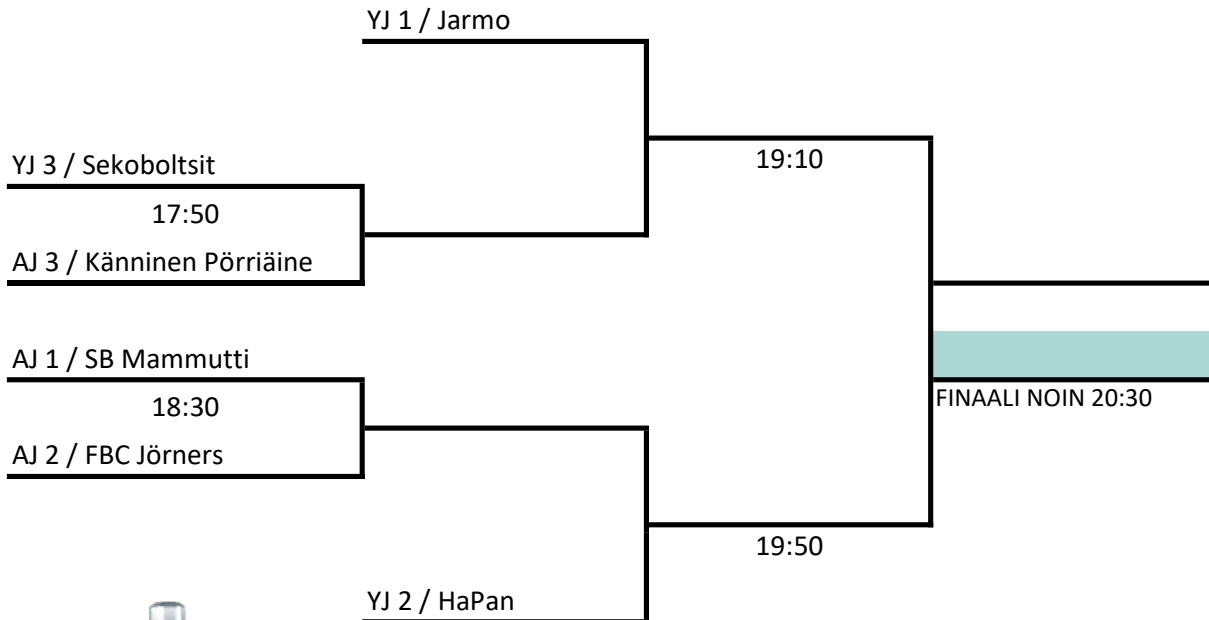 YJ 1 / Jarmo
19:10
YJ 3 / Sekoboltsit
17:50
AJ 3 / Känninen Pörriäine
AJ 1 / SB Mammutti
18:30
AJ 2 / FBC Jörners
FINAALI NOIN 20:30
19:50
YJ 2 / HaPan